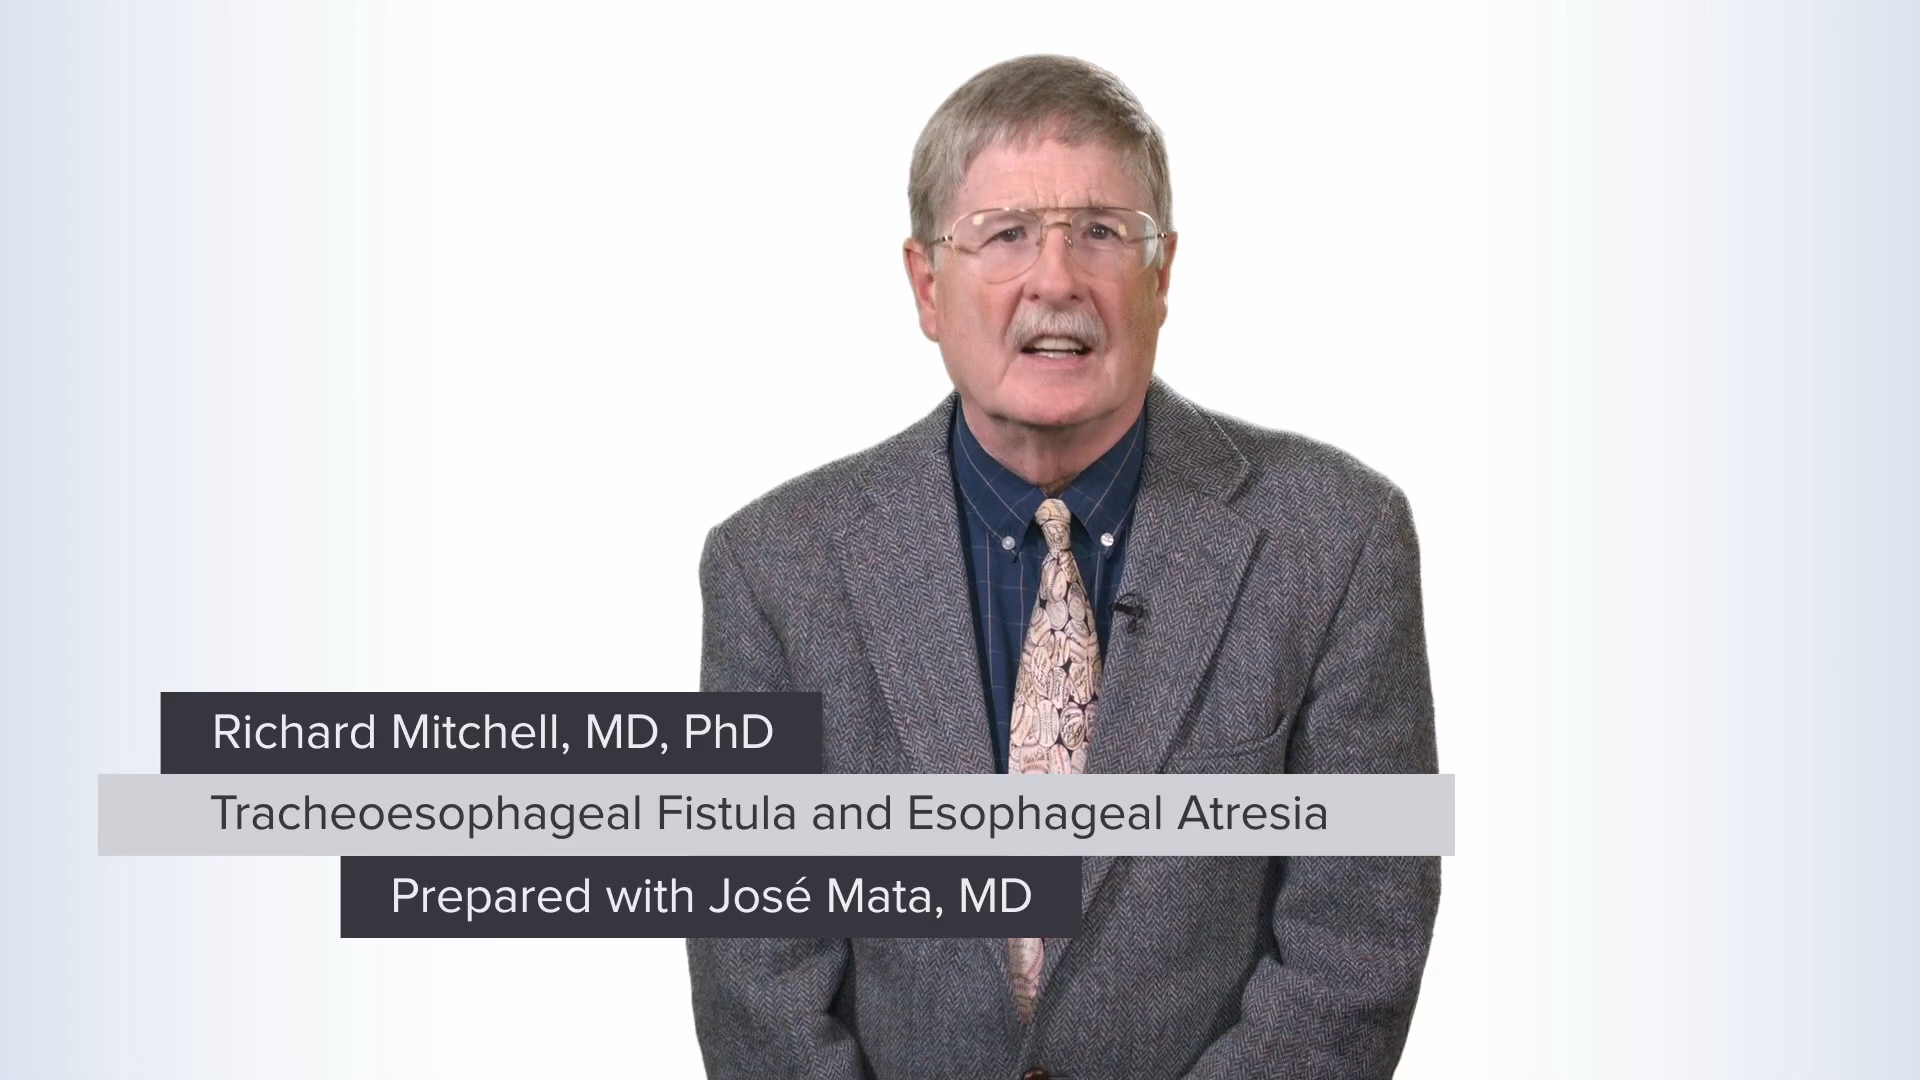 Richard Mitchell, MD, PhD
Tracheoesophageal Fistula and Esophageal Atresia
Prepared with José Mata, MD